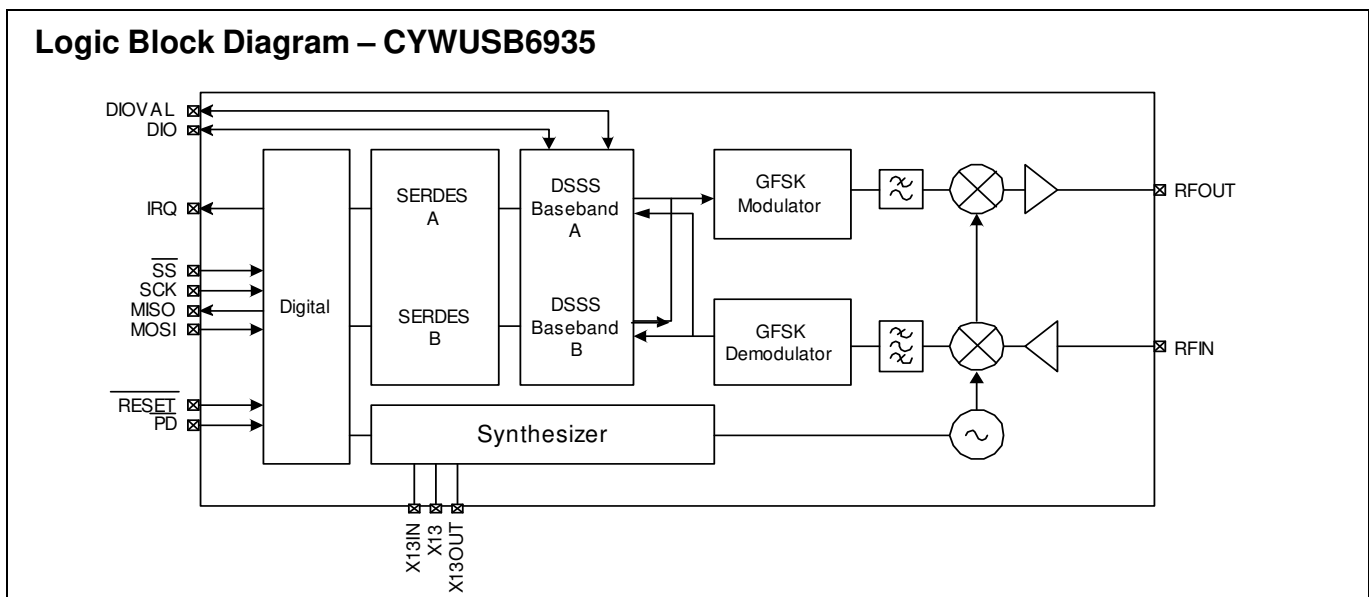 Logic Block Diagram – CYWUSB6935
DIOVAL
DIO
IRQ
SS
SCK
MISO
MOSI
RESET
PD
Digital
SERDES
A
SERDES
B
DSSS
Baseband
A
DSSS
Baseband
B
GFSK
Modulator
GFSK
Demodulator
Synthesizer
RFOUT
RFIN
X13IN
X13
X13OUT